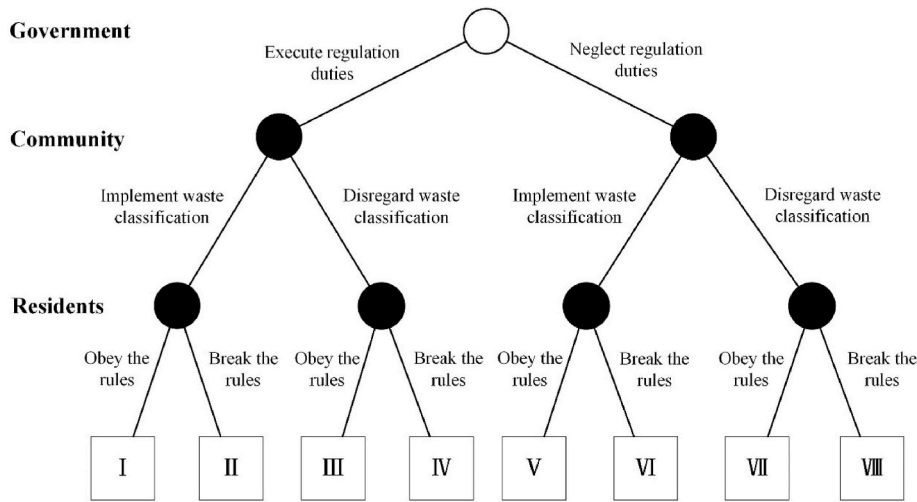 Government
Execute regulation
duties
Neglect regulation
duties
Community
Implement waste
classification
Disregard waste
classification
Implement waste
classification
Disregard waste
classification
Residents
Obey the
rules
Break the
rules
Obey the
rules
Break the
rules
Obey the
rules
Break the
rules
Obey the
rules
Break the
rules
I
II
III
IV
V
VI
VII
VIII